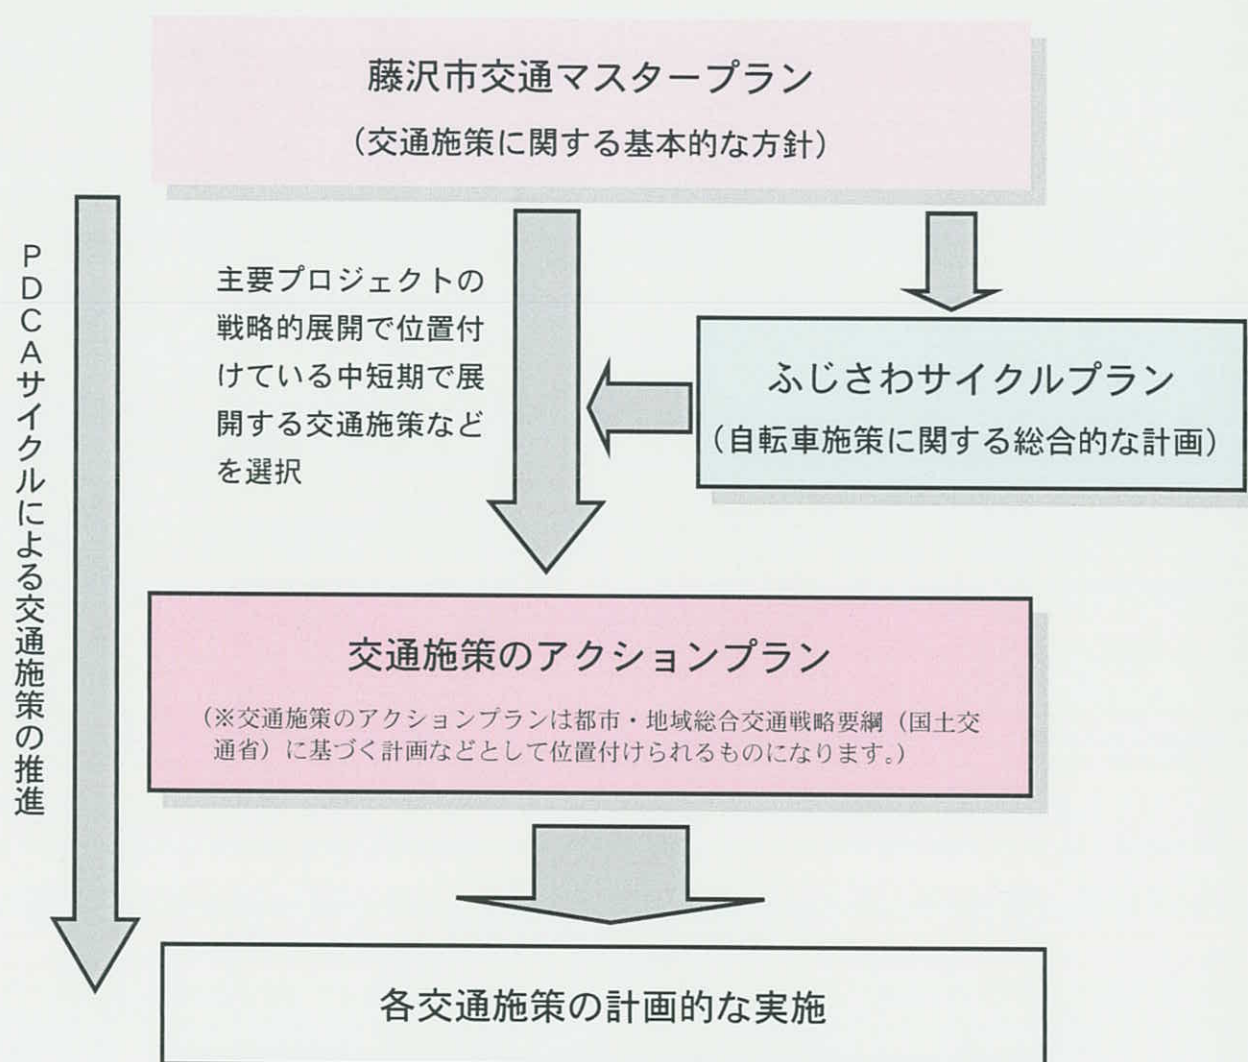 藤沢市交通マスタープラン
（交通施策に関する基本的な方針）
PDCAサイクルによる交通施策の推進
主要プロジェクトの
戦略的展開で位置付
けている中短期で展
開する交通施策など
を選択
ふじさわサイクルプラン
（自転車施策に関する総合的な計画）
交通施策のアクションプラン
（※交通施策のアクションプランは都市・地域総合交通戦略要綱（国土交
通省）に基づく計画などとして位置付けられるものになります。）
各交通施策の計画的な実施